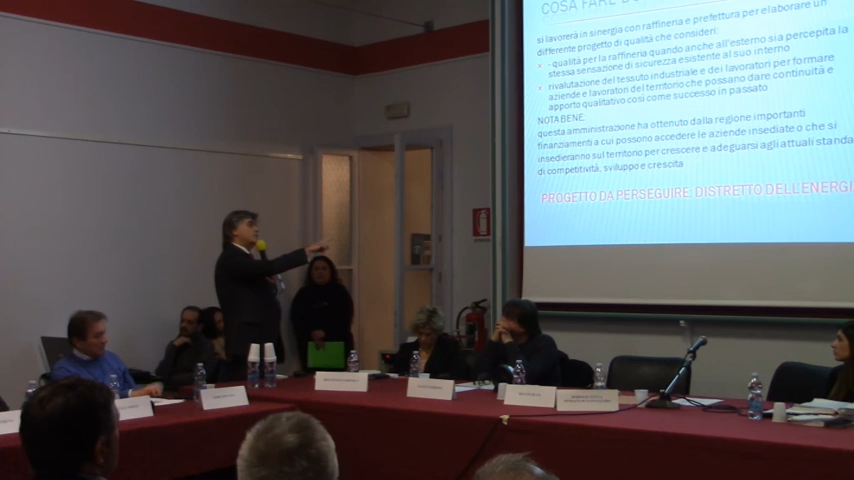 COSA FARE
si lavorerà in sinergia con raffineria e prefettura per elaborare un
differente progetto di qualità che consideri:
- qualità per la raffineria quando anche all'esterno sia percepita la
stessa sensazione di sicurezza esistente al suo interno
rivalutazione del tessuto industriale e dei lavoratori per formare
aziende e lavoratori del territorio che possano dare continuità e
apporto qualitativo così come successo in passato
NOTA BENE:
questa amministrazione ha ottenuto dalla regione importanti
finanziamenti a cui possono accedere le aziende insediate o che si
insedieranno sul territorio per crescere e adeguarsi agli attuali standa
di competitività, sviluppo e crescita
PROGETTO DA PERSEGUIRE: DISTRETTO DELL'ENERGI